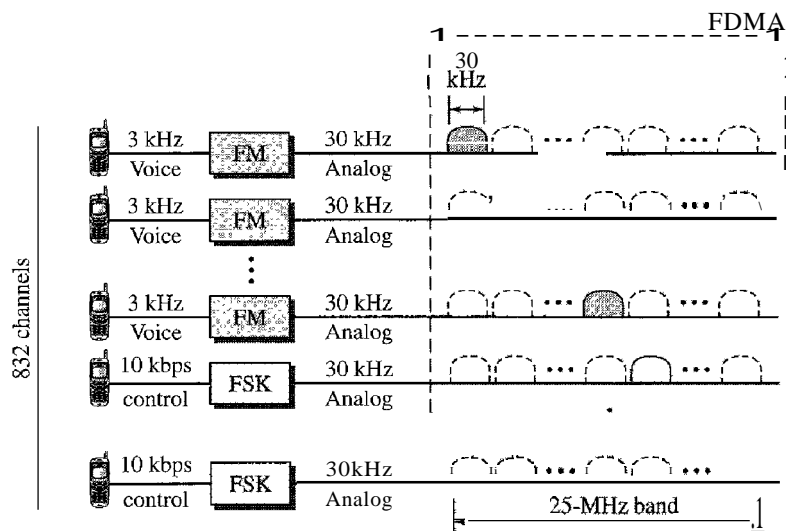 FDMA
30
kHz
3 kHz
Voice
FM
30 kHz
Analog
3 kHz
Voice
FM
30 kHz
Analog
3 kHz
Voice
FM
30 kHz
Analog
10 kbps
control
FSK
30 kHz
Analog
10 kbps
control
FSK
30kHz
Analog
832 channels
25-MHz band